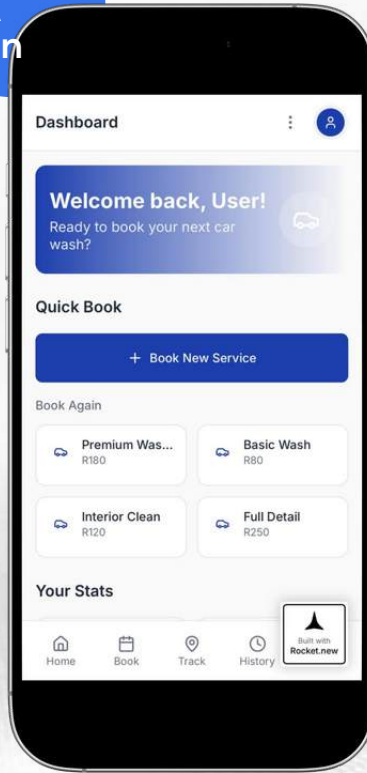 n
Dashboard
Welcome back, User!
Ready to book your next car
wash?
Quick Book
+ Book New Service
Book Again
Premium Was...
R180
Basic Wash
R80
Interior Clean
R120
Full Detail
R250
Your Stats
Home
Book
Track
History
Built with
Rocket.new